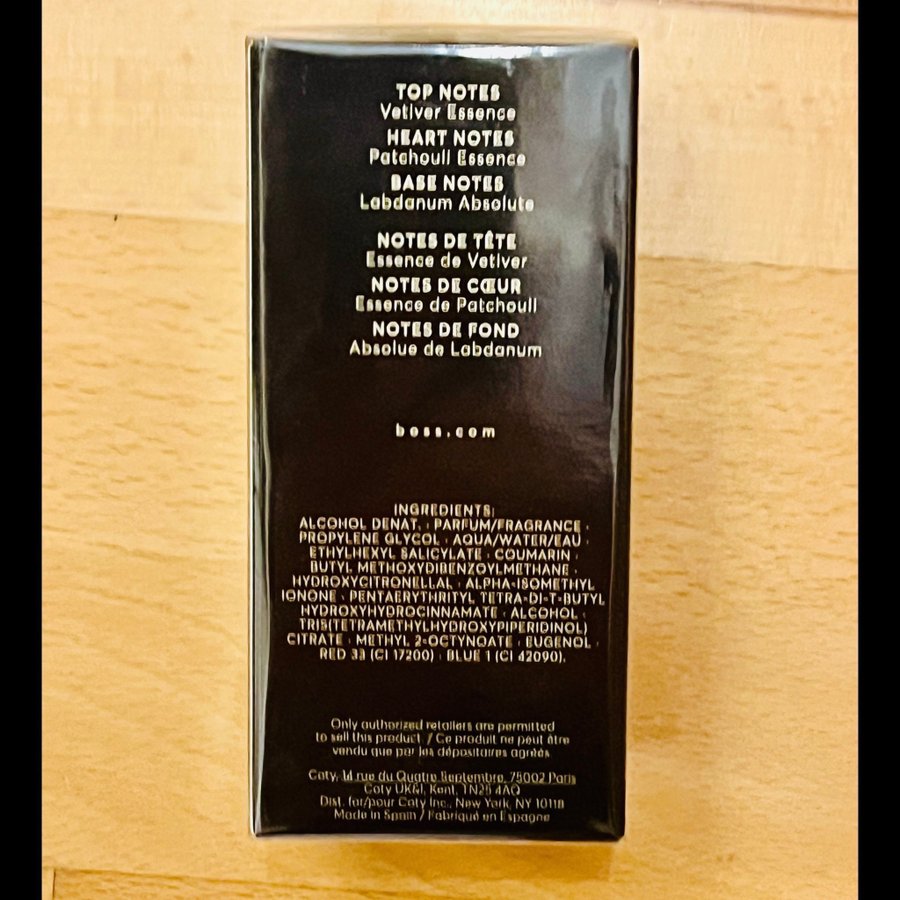 TOP NOTES
Vetiver Essence
HEART NOTES
Patchouli Essence
BASE NOTES
Labdanum Absolute
NOTES DE TÊTE
Essence de Vetiver
NOTES DE CŒUR
Essence de Patchouli
NOTES DE FOND
Absolue de Labdanum
boss.com
INGREDIENTS:
ALCOHOL DENAT. · PARFUM/FRAGRANCE ·
PROPYLENE GLYCOL · AQUA/WATER/EAU ·
ETHYLHEXYL SALICYLATE · COUMARIN ·
BUTYL METHOXYDIBENZOYLMETHANE ·
HYDROXYCITRONELLAL · ALPHA-ISOMETHYL
IONONE · PENTAERYTHRITYL TETRA-DI-T-BUTYL
HYDROXYHYDROCINNAMATE · ALCOHOL ·
TRIS(TETRAMETHYLHYDROXYPIPERIDINOL)
CITRATE · METHYL 2-OCTYNOATE · EUGENOL ·
RED 33 (CI 17200) · BLUE 1 (CI 42090).
Only authorized retailers are permitted
to sell this product. / Ce produit ne peut être
vendu que par les dépositaires agréés
Coty, 14 rue du Quatre Septembre, 75002 Paris
Coty UK&I, Kent, TN25 4AQ
Dist. for/pour Coty Inc., New York, NY 10118
Made in Spain / Fabriqué en Espagne